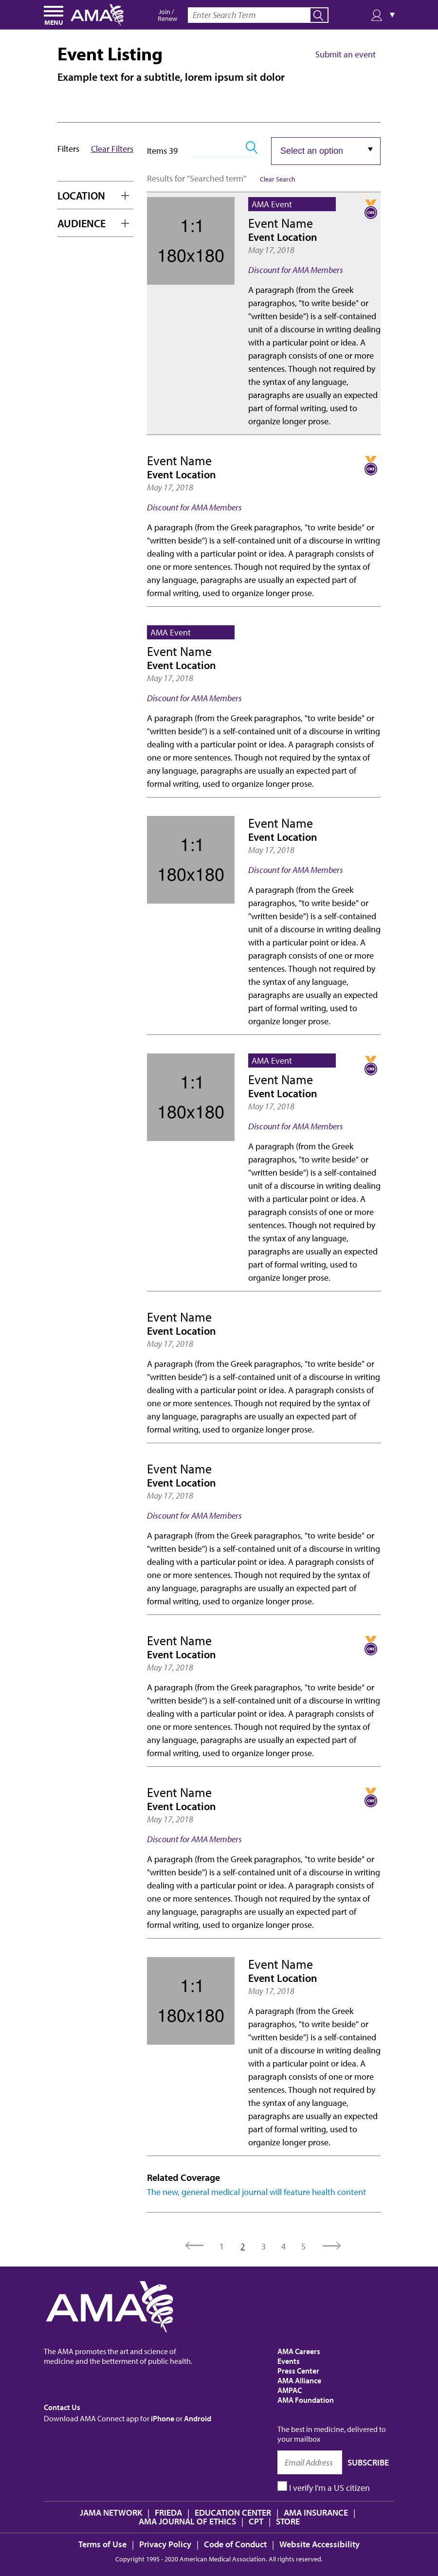 Join /
Renew
Enter Search Term
▼
MENU
AMA
Event Listing
Submit an event
Example text for a subtitle, lorem ipsum sit dolor
Filters
Clear Filters
Items 39
Select an option
Results for "Searched term"
Clear Search
LOCATION
AUDIENCE
1:1
180x180
AMA Event
CME
Event Name
Event Location
May 17, 2018
Discount for AMA Members
A paragraph (from the Greek
paragraphos, "to write beside" or
"written beside") is a self-contained
unit of a discourse in writing dealing
with a particular point or idea. A
paragraph consists of one or more
sentences. Though not required by
the syntax of any language,
paragraphs are usually an expected
part of formal writing, used to
organize longer prose.
Event Name
CME
Event Location
May 17, 2018
Discount for AMA Members
A paragraph (from the Greek paragraphos, "to write beside" or
"written beside") is a self-contained unit of a discourse in writing
dealing with a particular point or idea. A paragraph consists of
one or more sentences. Though not required by the syntax of
any language, paragraphs are usually an expected part of
formal writing, used to organize longer prose.
AMA Event
Event Name
Event Location
May 17, 2018
Discount for AMA Members
A paragraph (from the Greek paragraphos, "to write beside" or
"written beside") is a self-contained unit of a discourse in writing
dealing with a particular point or idea. A paragraph consists of
one or more sentences. Though not required by the syntax of
any language, paragraphs are usually an expected part of
formal writing, used to organize longer prose.
1:1
180x180
Event Name
Event Location
May 17, 2018
Discount for AMA Members
A paragraph (from the Greek
paragraphos, "to write beside" or
"written beside") is a self-contained
unit of a discourse in writing dealing
with a particular point or idea. A
paragraph consists of one or more
sentences. Though not required by
the syntax of any language,
paragraphs are usually an expected
part of formal writing, used to
organize longer prose.
1:1
180x180
AMA Event
CME
Event Name
Event Location
May 17, 2018
Discount for AMA Members
A paragraph (from the Greek
paragraphos, "to write beside" or
"written beside") is a self-contained
unit of a discourse in writing dealing
with a particular point or idea. A
paragraph consists of one or more
sentences. Though not required by
the syntax of any language,
paragraphs are usually an expected
part of formal writing, used to
organize longer prose.
Event Name
Event Location
May 17, 2018
A paragraph (from the Greek paragraphos, "to write beside" or
"written beside") is a self-contained unit of a discourse in writing
dealing with a particular point or idea. A paragraph consists of
one or more sentences. Though not required by the syntax of
any language, paragraphs are usually an expected part of
formal writing, used to organize longer prose.
Event Name
Event Location
May 17, 2018
Discount for AMA Members
A paragraph (from the Greek paragraphos, "to write beside" or
"written beside") is a self-contained unit of a discourse in writing
dealing with a particular point or idea. A paragraph consists of
one or more sentences. Though not required by the syntax of
any language, paragraphs are usually an expected part of
formal writing, used to organize longer prose.
Event Name
CME
Event Location
May 17, 2018
A paragraph (from the Greek paragraphos, "to write beside" or
"written beside") is a self-contained unit of a discourse in writing
dealing with a particular point or idea. A paragraph consists of
one or more sentences. Though not required by the syntax of
any language, paragraphs are usually an expected part of
formal writing, used to organize longer prose.
Event Name
CME
Event Location
May 17, 2018
Discount for AMA Members
A paragraph (from the Greek paragraphos, "to write beside" or
"written beside") is a self-contained unit of a discourse in writing
dealing with a particular point or idea. A paragraph consists of
one or more sentences. Though not required by the syntax of
any language, paragraphs are usually an expected part of
formal writing, used to organize longer prose.
1:1
180x180
Event Name
Event Location
May 17, 2018
A paragraph (from the Greek
paragraphos, "to write beside" or
"written beside") is a self-contained
unit of a discourse in writing dealing
with a particular point or idea. A
paragraph consists of one or more
sentences. Though not required by
the syntax of any language,
paragraphs are usually an expected
part of formal writing, used to
organize longer prose.
Related Coverage
The new, general medical journal will feature health content
1 2 3 4 5
AMA
The AMA promotes the art and science of
medicine and the betterment of public health.
Contact Us
Download AMA Connect app for iPhone or Android
AMA Careers
Events
Press Center
AMA Alliance
AMPAC
AMA Foundation
The best in medicine, delivered to
your mailbox
Email Address
SUBSCRIBE
I verify I'm a US citizen
JAMA NETWORK | FRIEDA | EDUCATION CENTER | AMA INSURANCE |
AMA JOURNAL OF ETHICS | CPT | STORE
Terms of Use | Privacy Policy | Code of Conduct | Website Accessibility
Copyright 1995 - 2020 American Medical Association. All rights reserved.